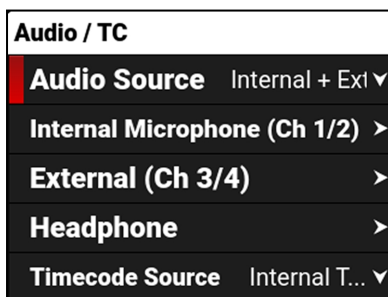 Audio / TC
Audio Source Internal + Ext
Internal Microphone (Ch 1/2)
External (Ch 3/4)
Headphone
Timecode Source Internal T...